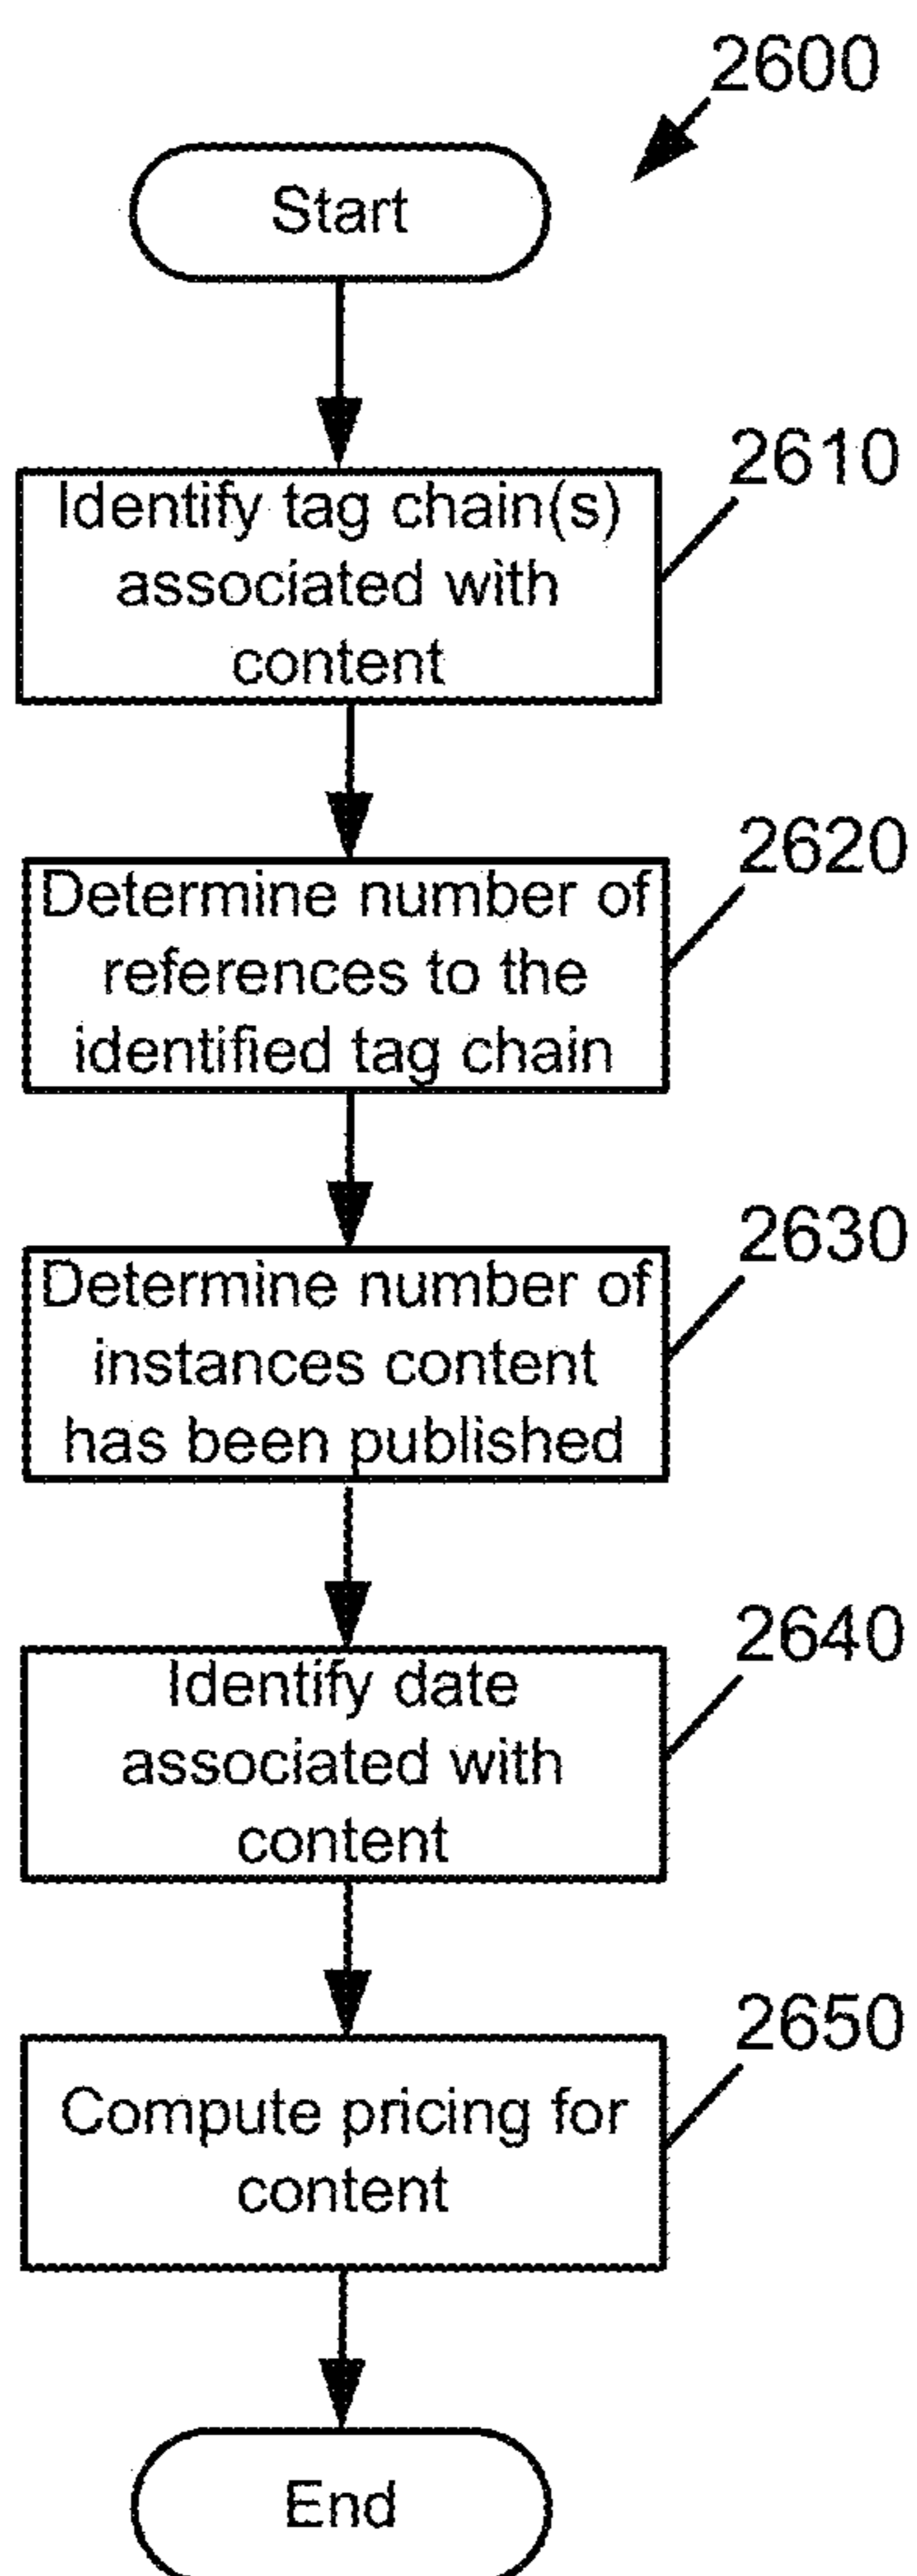 2600
Start
2610
Identify tag chain(s)
associated with
content
2620
Determine number of
references to the
identified tag chain
2630
Determine number of
instances content
has been published
2640
Identify date
associated with
content
2650
Compute pricing for
content
End